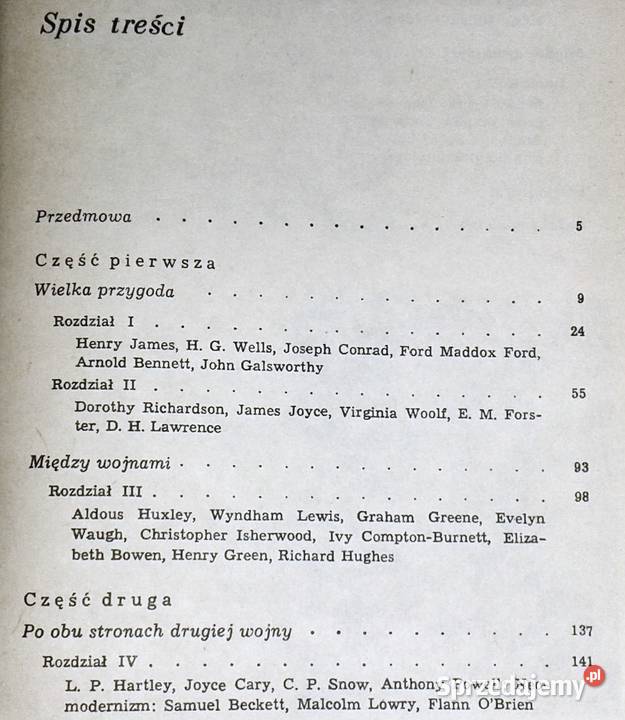 Spis treści
Przedmowa . . . . . . . . . . . . . 5
Część pierwsza
Wielka przygoda . . . . . . . . . . . 9
Rozdział I . . . . . . . . . . . . . 24
Henry James, H. G. Wells, Joseph Conrad, Ford Maddox Ford,
Arnold Bennett, John Galsworthy
Rozdział II . . . . . . . . . . . . . 55
Dorothy Richardson, James Joyce, Virginia Woolf, E. M. Fors-
ter, D. H. Lawrence
Między wojnami . . . . . . . . . . . 93
Rozdział III . . . . . . . . . . . . . 98
Aldous Huxley, Wyndham Lewis, Graham Greene, Evelyn
Waugh, Christopher Isherwood, Ivy Compton-Burnett, Eliza-
beth Bowen, Henry Green, Richard Hughes
Część druga
Po obu stronach drugiej wojny . . . . . . . . 137
Rozdział IV . . . . . . . . . . . . . 141
L. P. Hartley, Joyce Cary, C. P. Snow, Anthony Powell
modernizm: Samuel Beckett, Malcolm Lowry, Flann O'Brien
Sprzedajemy.pl